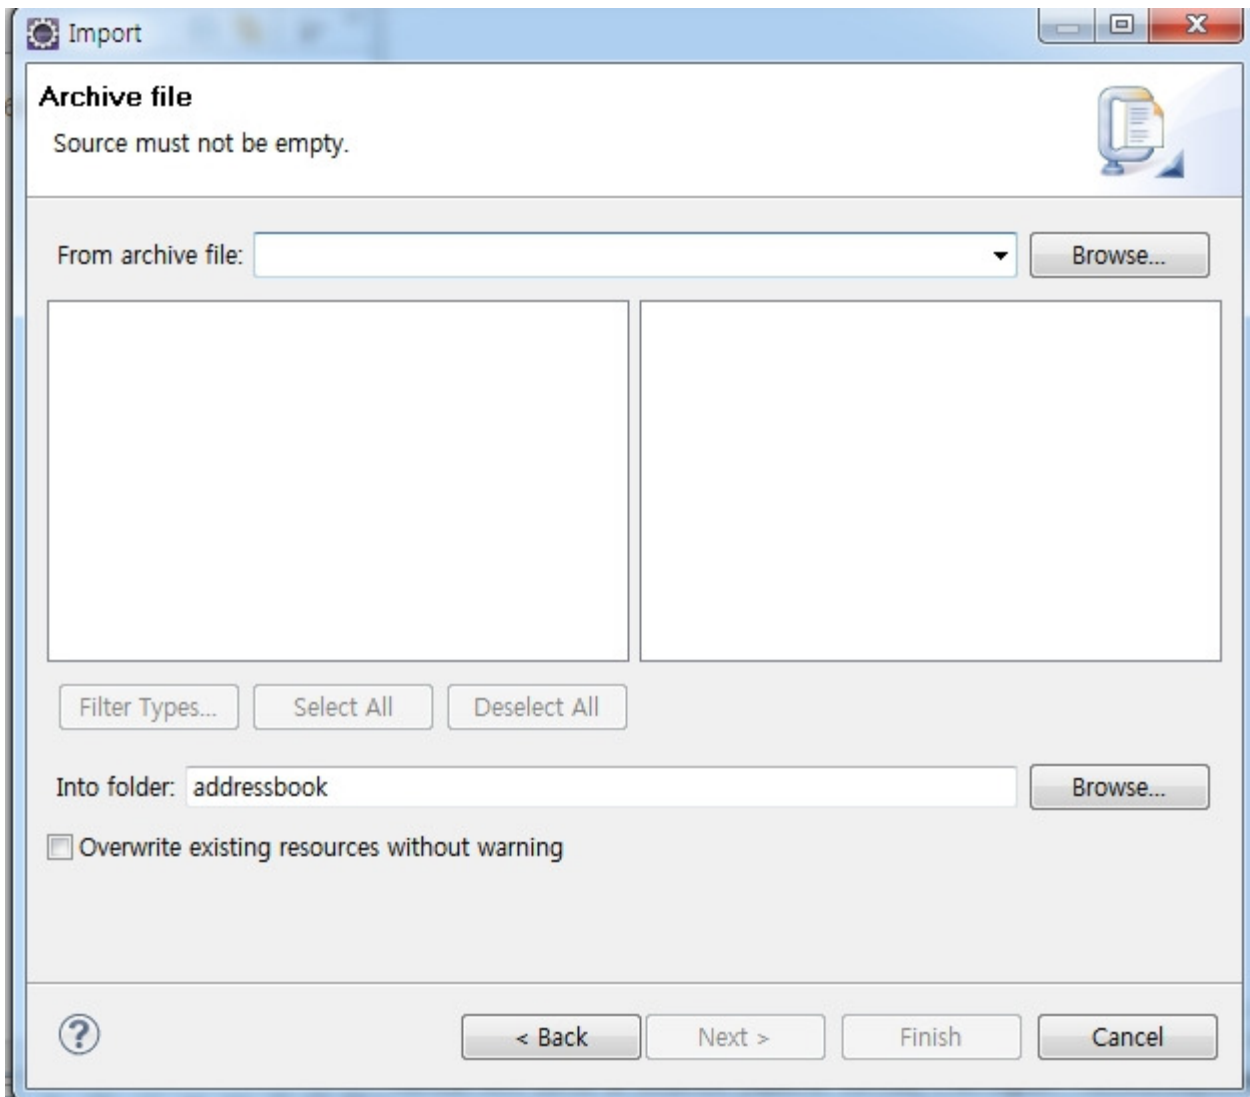 Import
Archive file
Source must not be empty.
From archive file:
Browse...
Filter Types...
Select All
Deselect All
Into folder:
addressbook
Browse...
Overwrite existing resources without warning
< Back
Next >
Finish
Cancel